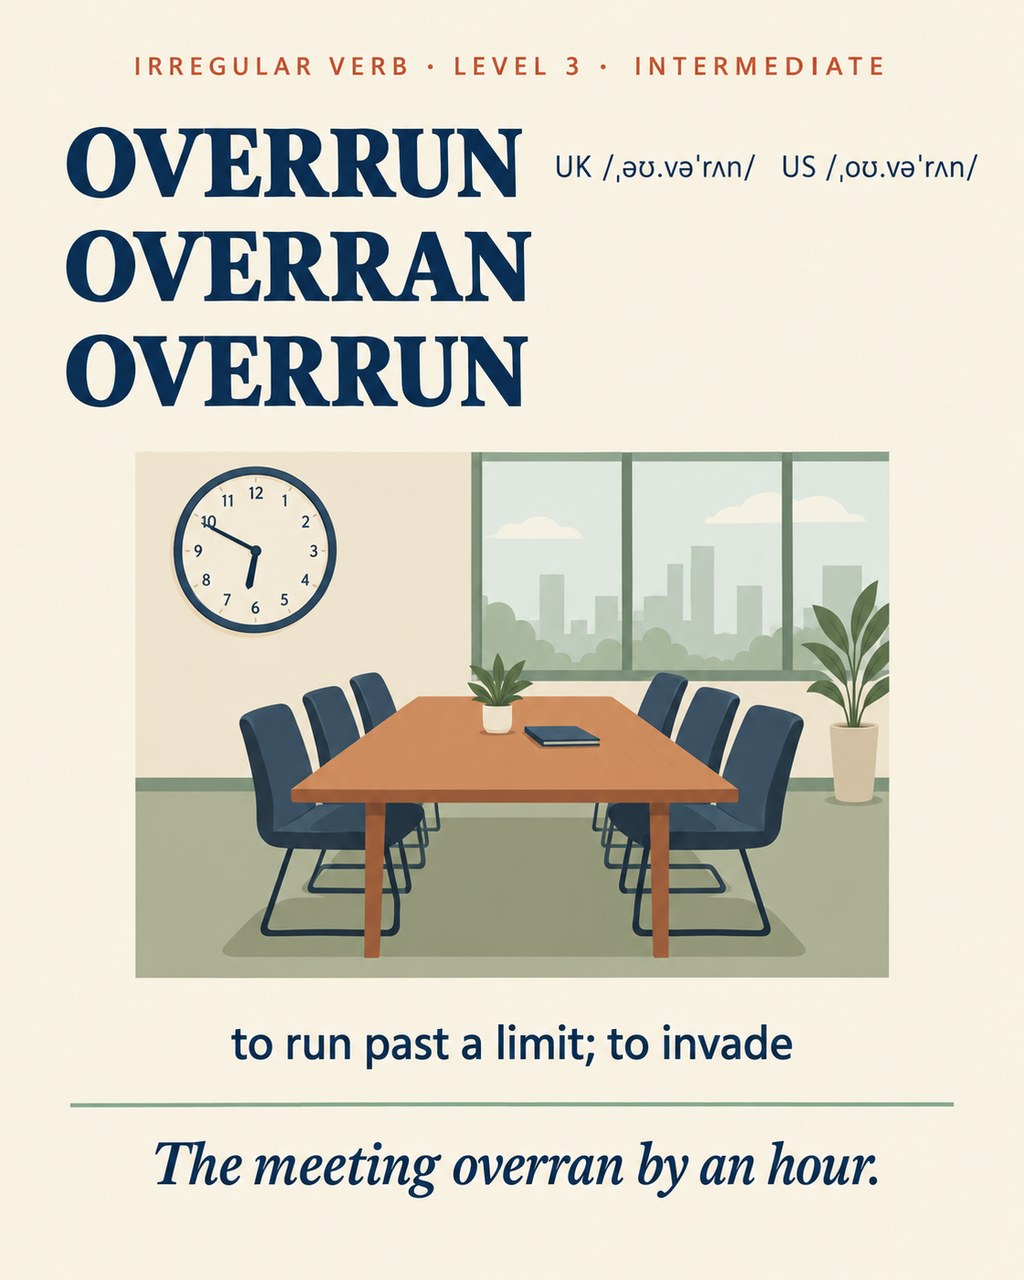 IRREGULAR VERB · LEVEL 3 · INTERMEDIATE
OVERRUN UK /ˌəʊ.vəˈrʌn/ US /ˌoʊ.vəˈrʌn/
OVERRAN
OVERRUN
12
11 1
10 2
9 3
8 4
7 5
6
to run past a limit; to invade
The meeting overran by an hour.